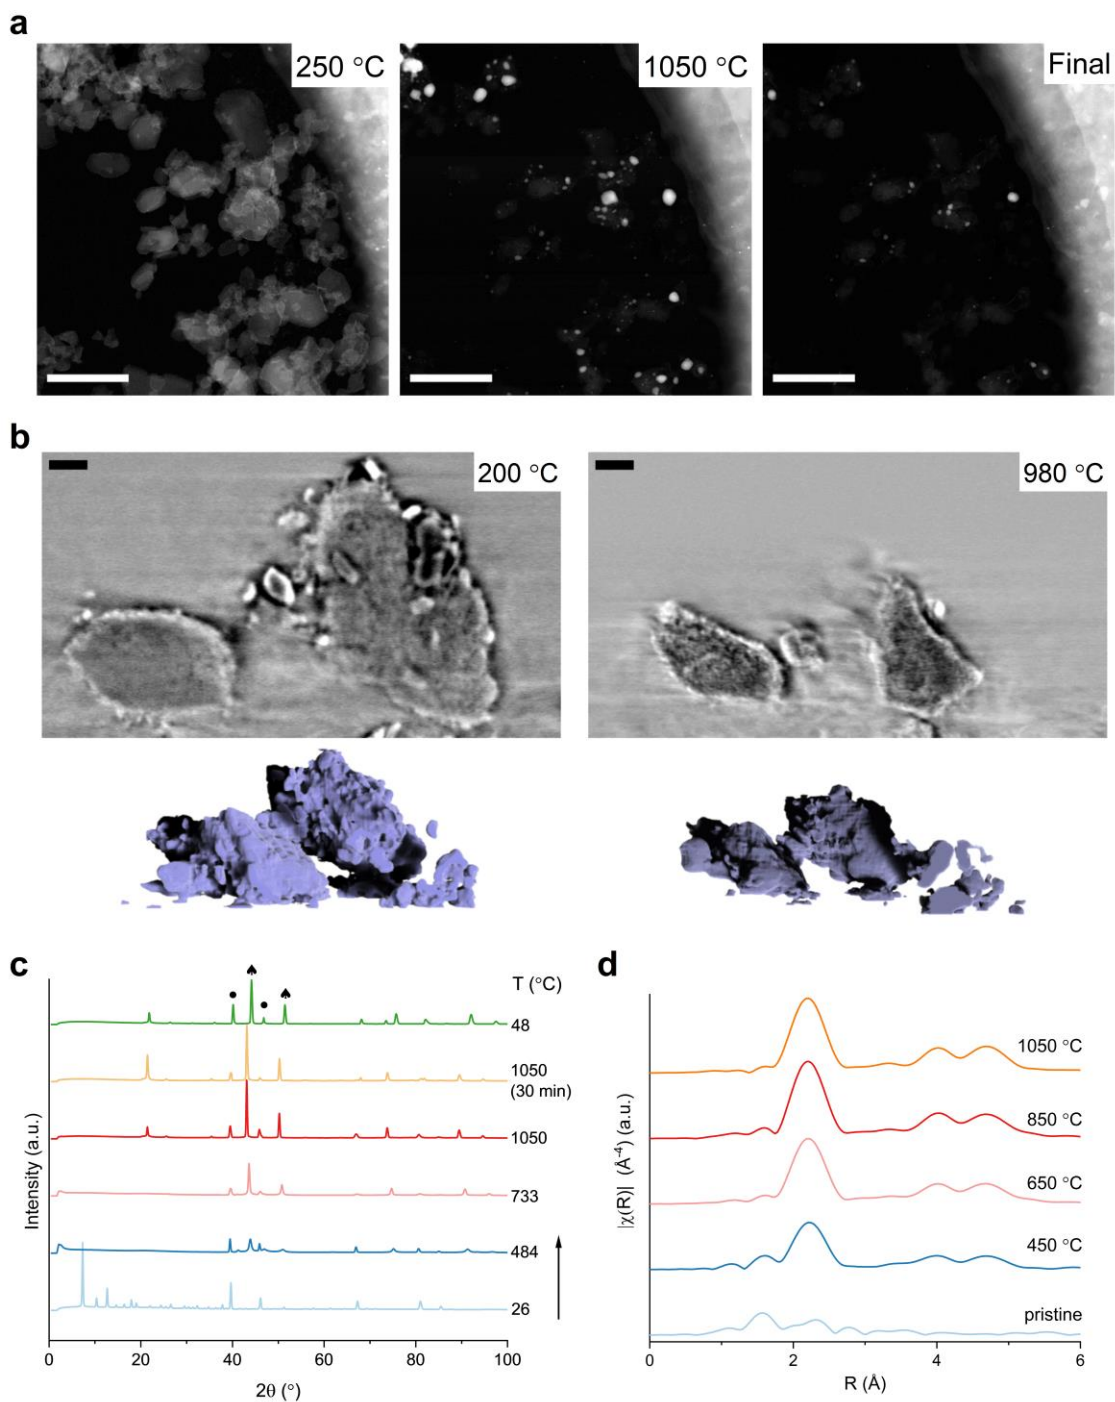 a
250 °C
1050 °C
Final
b
200 °C
980 °C
c
T (°C)
48
1050
(30 min)
1050
733
484
26
Intensity (a.u.)
0 20 40 60 80 100
2θ (°)
d
1050 °C
850 °C
650 °C
450 °C
pristine
|χ(R)| (Å-4) (a.u.)
0 2 4 6
R (Å)